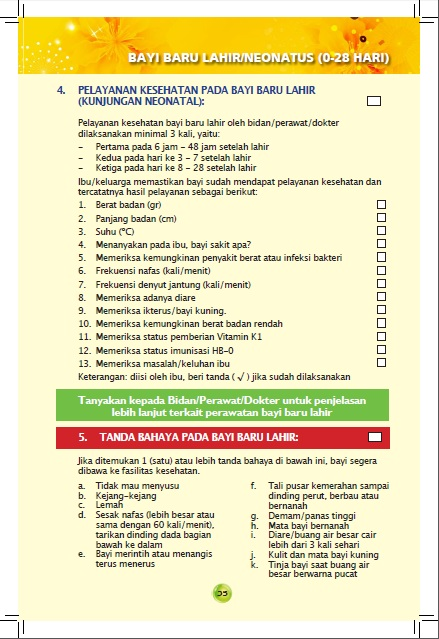 BAYI BARU LAHIR/NEONATUS (0-28 HARI)
4. PELAYANAN KESEHATAN PADA BAYI BARU LAHIR
(KUNJUNGAN NEONATAL):
Pelayanan kesehatan bayi baru lahir oleh bidan/perawat/dokter
dilaksanakan minimal 3 kali, yaitu:
– Pertama pada 6 jam - 48 jam setelah lahir
– Kedua pada hari ke 3 - 7 setelah lahir
– Ketiga pada hari ke 8 - 28 setelah lahir
Ibu/keluarga memastikan bayi sudah mendapat pelayanan kesehatan dan
tercatatnya hasil pelayanan sebagai berikut:
1. Berat badan (gr)
2. Panjang badan (cm)
3. Suhu (°C)
4. Menanyakan pada ibu, bayi sakit apa?
5. Memeriksa kemungkinan penyakit berat atau infeksi bakteri
6. Frekuensi nafas (kali/menit)
7. Frekuensi denyut jantung (kali/menit)
8. Memeriksa adanya diare
9. Memeriksa ikterus/bayi kuning.
10. Memeriksa kemungkinan berat badan rendah
11. Memeriksa status pemberian Vitamin K1
12. Memeriksa status imunisasi HB-0
13. Memeriksa masalah/keluhan ibu
Keterangan: diisi oleh ibu, beri tanda ( √ ) jika sudah dilaksanakan
Tanyakan kepada Bidan/Perawat/Dokter untuk penjelasan
lebih lanjut terkait perawatan bayi baru lahir
5. TANDA BAHAYA PADA BAYI BARU LAHIR:
Jika ditemukan 1 (satu) atau lebih tanda bahaya di bawah ini, bayi segera
dibawa ke fasilitas kesehatan.
a. Tidak mau menyusu
b. Kejang-kejang
c. Lemah
d. Sesak nafas (lebih besar atau
sama dengan 60 kali/menit),
tarikan dinding dada bagian
bawah ke dalam
e. Bayi merintih atau menangis
terus menerus
f. Tali pusar kemerahan sampai
dinding perut, berbau atau
bernanah
g. Demam/panas tinggi
h. Mata bayi bernanah
i. Diare/buang air besar cair
lebih dari 3 kali sehari
j. Kulit dan mata bayi kuning
k. Tinja bayi saat buang air
besar berwarna pucat